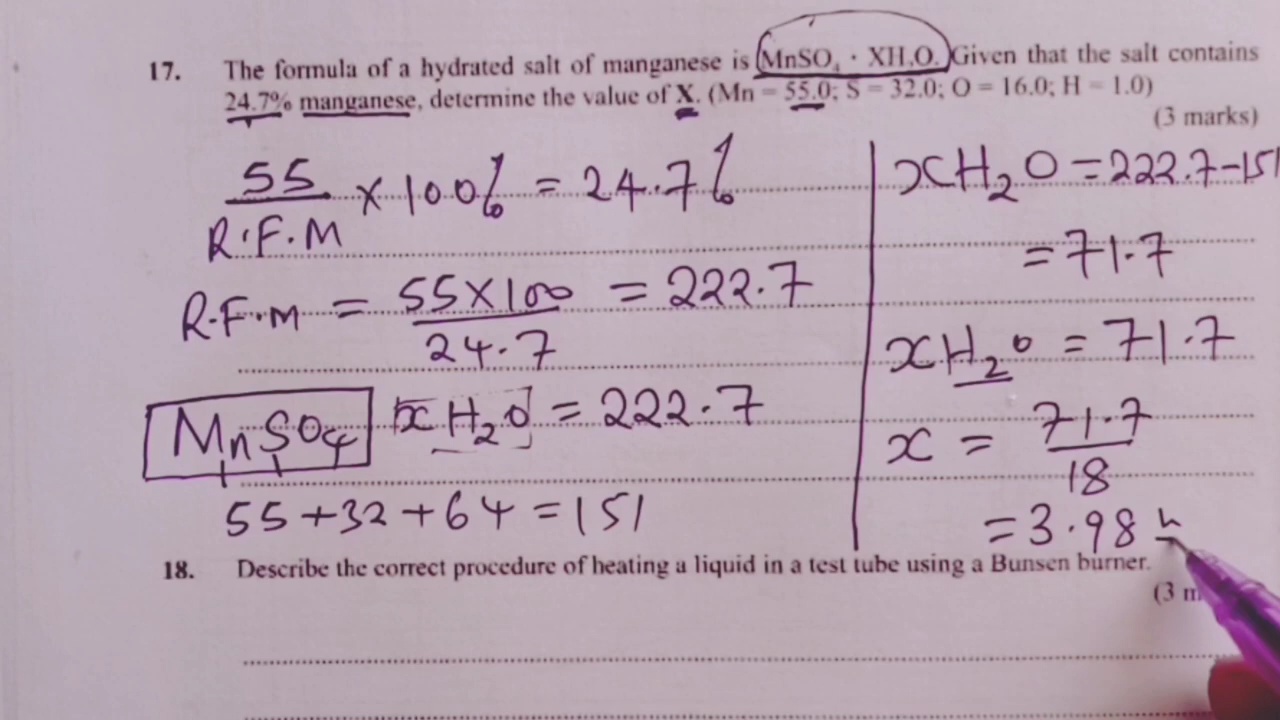 17. The formula of a hydrated salt of manganese is MnSO₄ · XH₂O. Given that the salt contains
24.7% manganese, determine the value of X. (Mn = 55.0; S = 32.0; O = 16.0; H = 1.0)
(3 marks)
55/R.F.M × 100% = 24.7%
R.F.M = 55×100/24.7 = 222.7
MnSO4 xH2O = 222.7
55+32+64=151
xH2O = 222.7-151
= 71.7
xH2O = 71.7
x = 71.7/18
= 3.98
18. Describe the correct procedure of heating a liquid in a test tube using a Bunsen burner.
(3 m